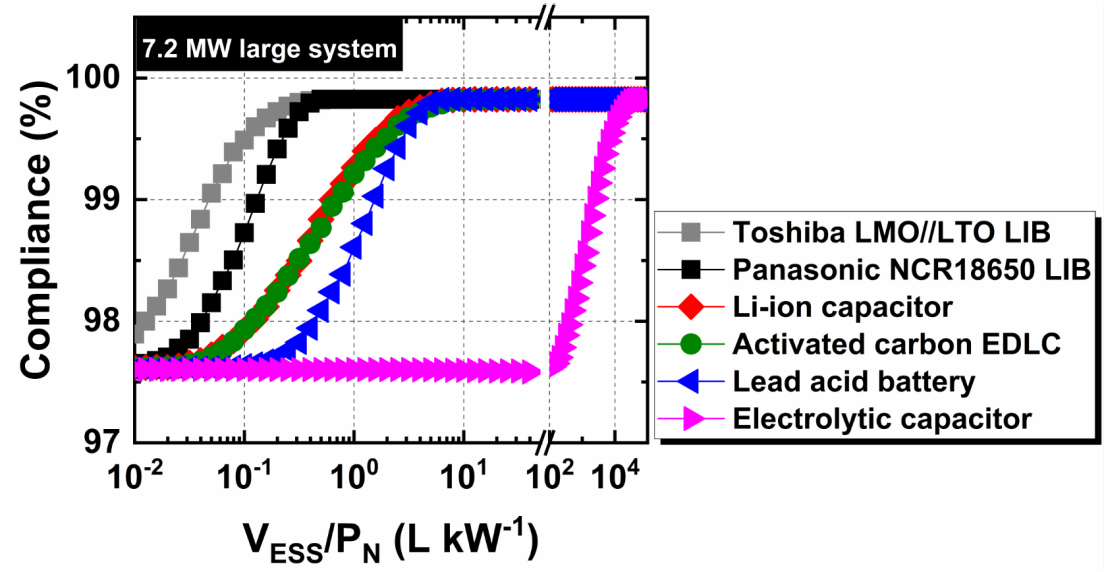 7.2 MW large system
Compliance (%)
100
99
98
97
10⁻² 10⁻¹ 10⁰ 10¹ 10² 10⁴
V_ESS/P_N (L kW⁻¹)
Toshiba LMO//LTO LIB
Panasonic NCR18650 LIB
Li-ion capacitor
Activated carbon EDLC
Lead acid battery
Electrolytic capacitor